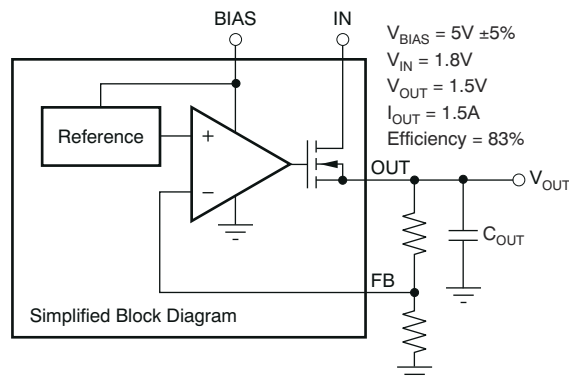 BIAS
IN
V_BIAS = 5V ±5%
V_IN = 1.8V
V_OUT = 1.5V
I_OUT = 1.5A
Efficiency = 83%
Reference
+
−
OUT
V_OUT
C_OUT
FB
Simplified Block Diagram